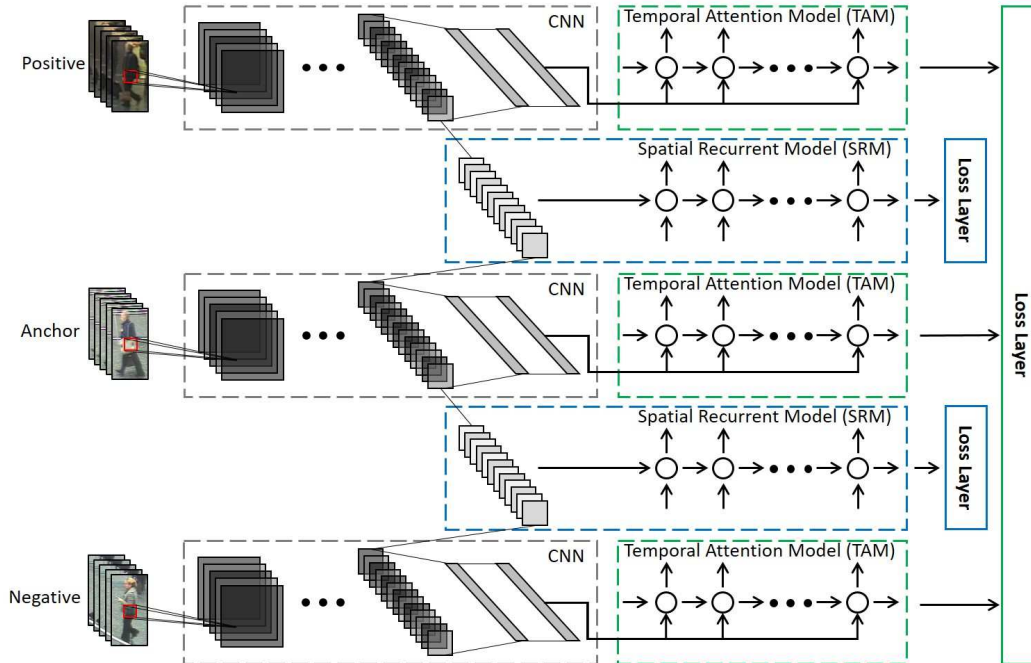 CNN
Temporal Attention Model (TAM)
Positive
Spatial Recurrent Model (SRM)
Loss Layer
CNN
Temporal Attention Model (TAM)
Anchor
Loss Layer
Spatial Recurrent Model (SRM)
Loss Layer
CNN
Temporal Attention Model (TAM)
Negative